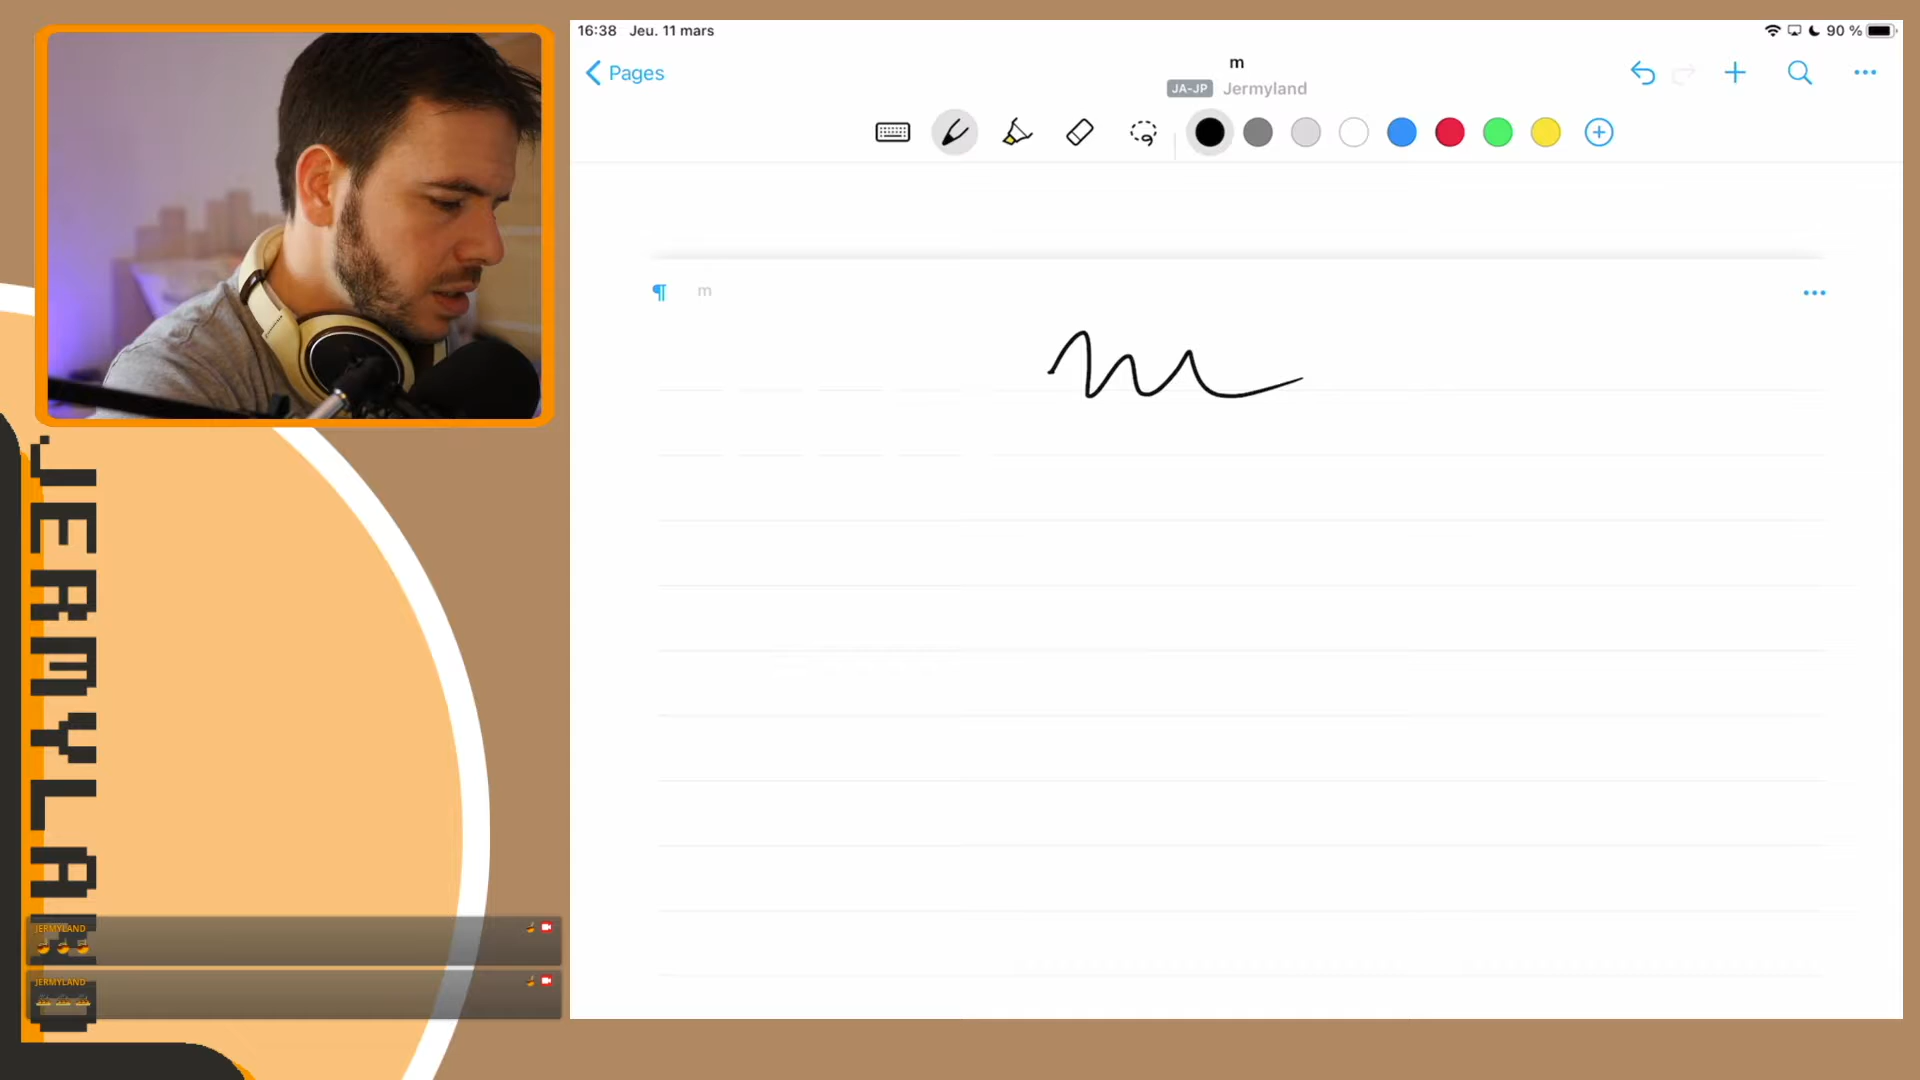 16:38 Jeu. 11 mars
90 %
Pages
m
JA-JP Jermyland
m
m
JERMYLAND
JERMYLAND
JERMYLAND